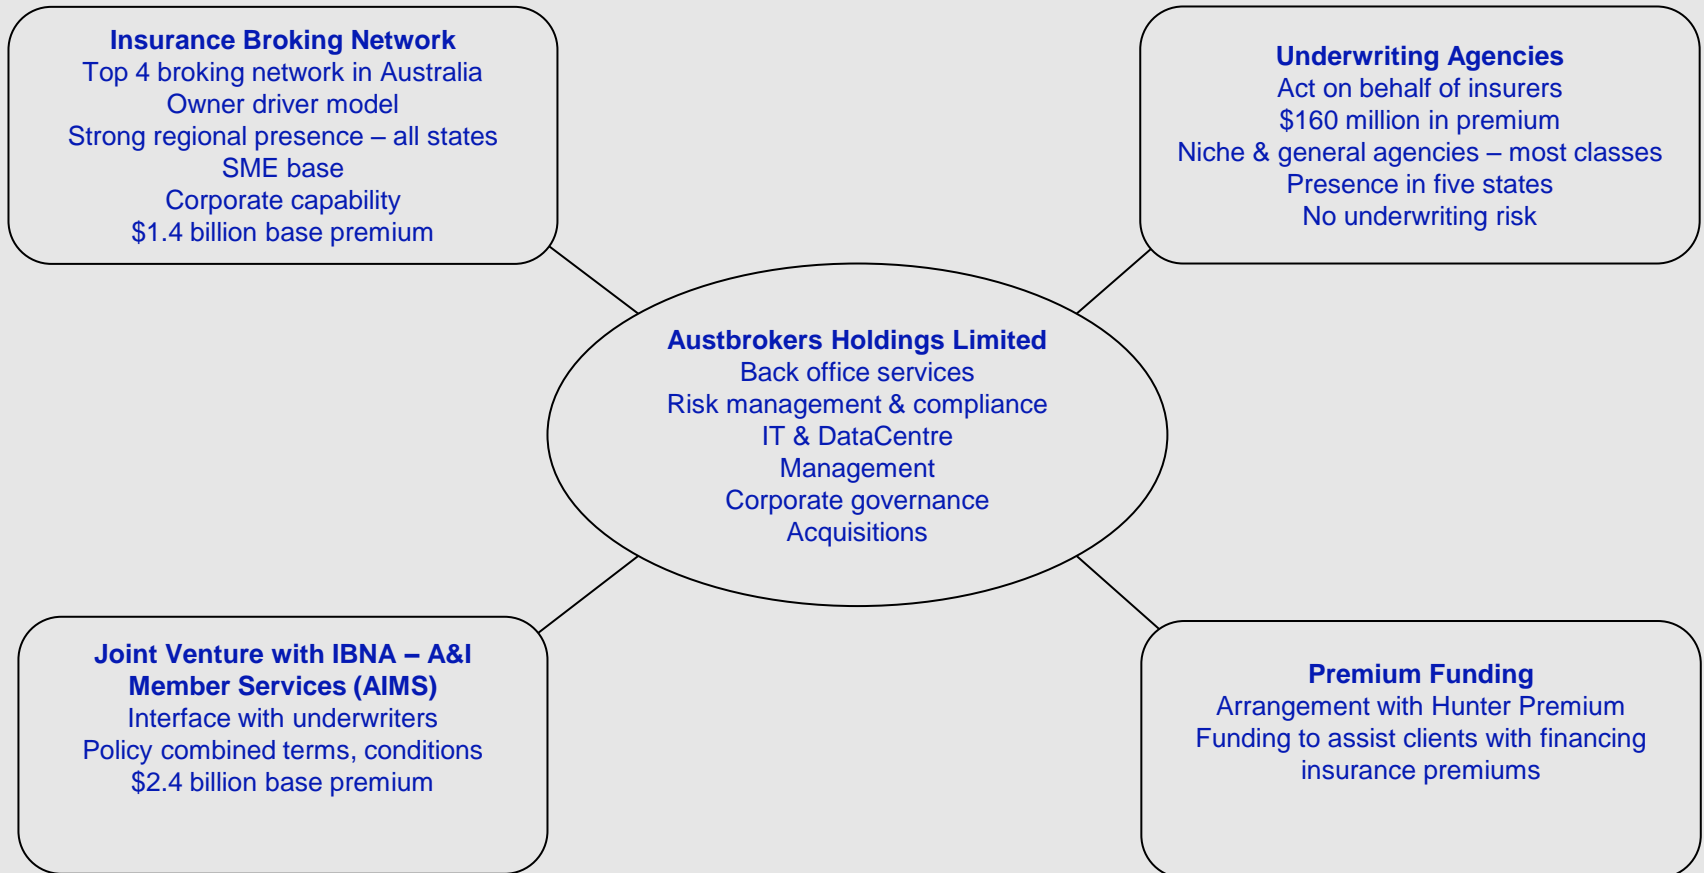 Insurance Broking Network
Top 4 broking network in Australia
Owner driver model
Strong regional presence – all states
SME base
Corporate capability
$1.4 billion base premium
Underwriting Agencies
Act on behalf of insurers
$160 million in premium
Niche & general agencies – most classes
Presence in five states
No underwriting risk
Austbrokers Holdings Limited
Back office services
Risk management & compliance
IT & DataCentre
Management
Corporate governance
Acquisitions
Joint Venture with IBNA – A&I
Member Services (AIMS)
Interface with underwriters
Policy combined terms, conditions
$2.4 billion base premium
Premium Funding
Arrangement with Hunter Premium
Funding to assist clients with financing
insurance premiums